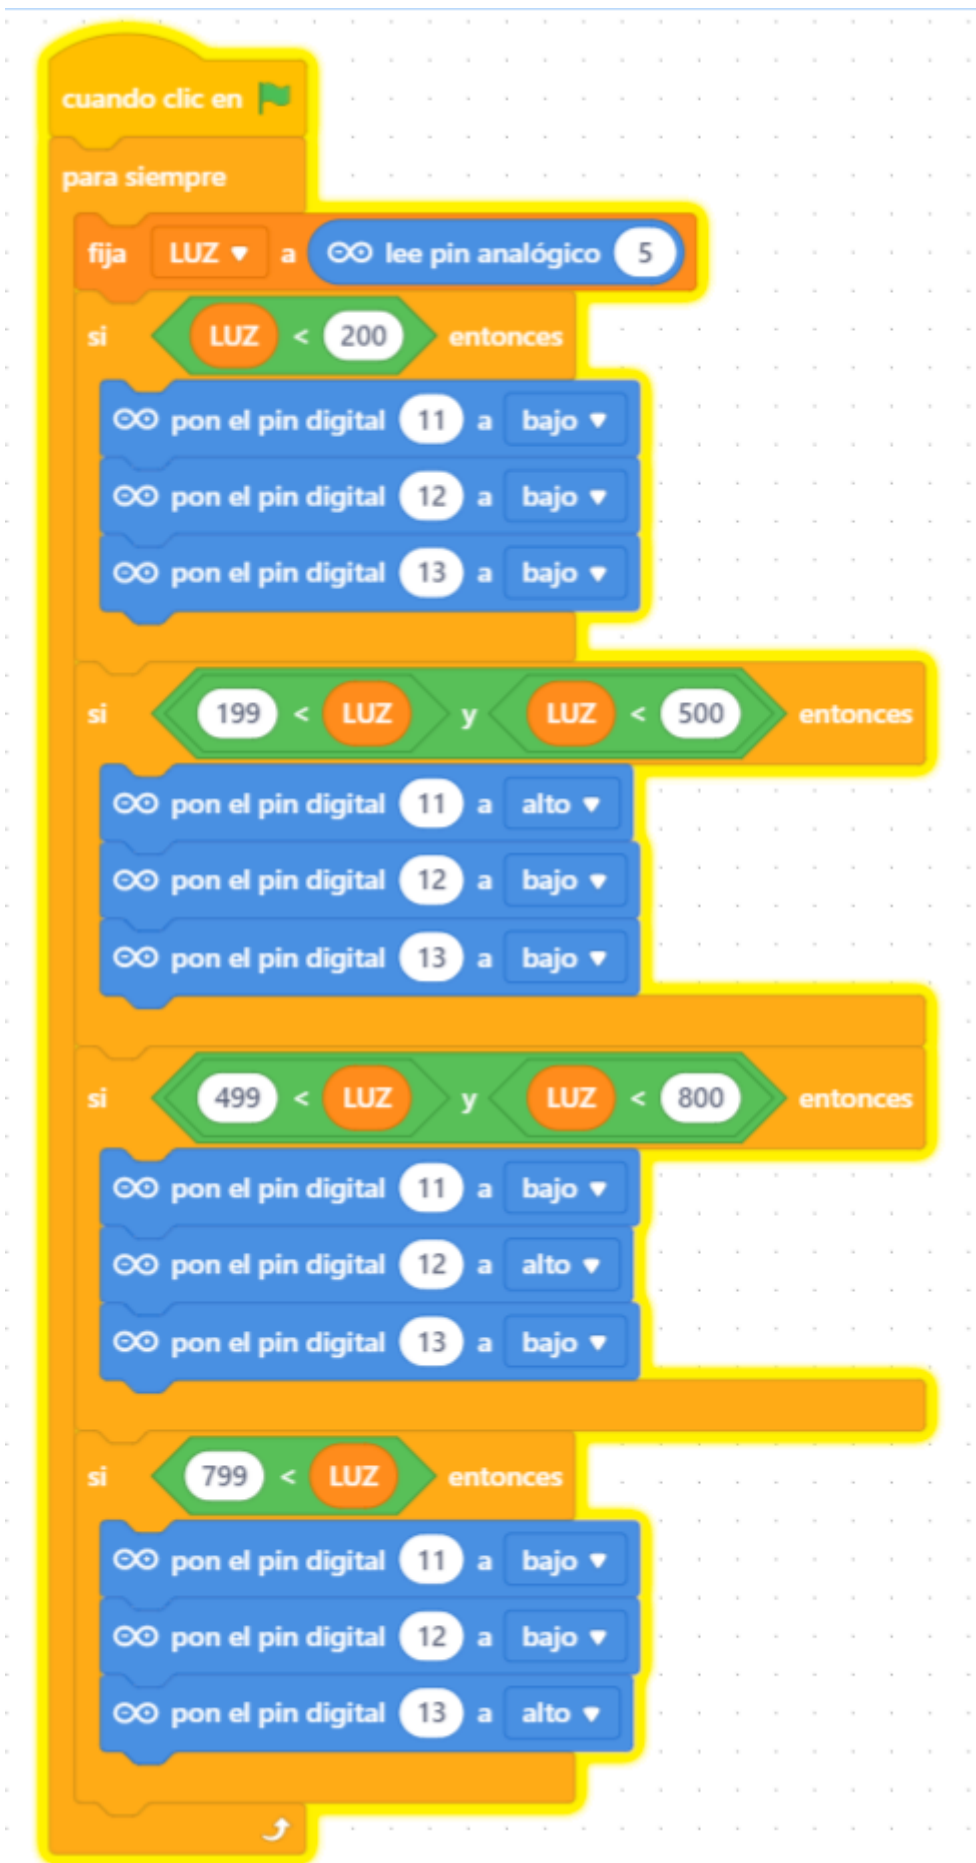 cuando clic en
para siempre
fija LUZ a lee pin analógico 5
si LUZ < 200 entonces
pon el pin digital 11 a bajo
pon el pin digital 12 a bajo
pon el pin digital 13 a bajo
si 199 < LUZ y LUZ < 500 entonces
pon el pin digital 11 a alto
pon el pin digital 12 a bajo
pon el pin digital 13 a bajo
si 499 < LUZ y LUZ < 800 entonces
pon el pin digital 11 a bajo
pon el pin digital 12 a alto
pon el pin digital 13 a bajo
si 799 < LUZ entonces
pon el pin digital 11 a bajo
pon el pin digital 12 a bajo
pon el pin digital 13 a alto